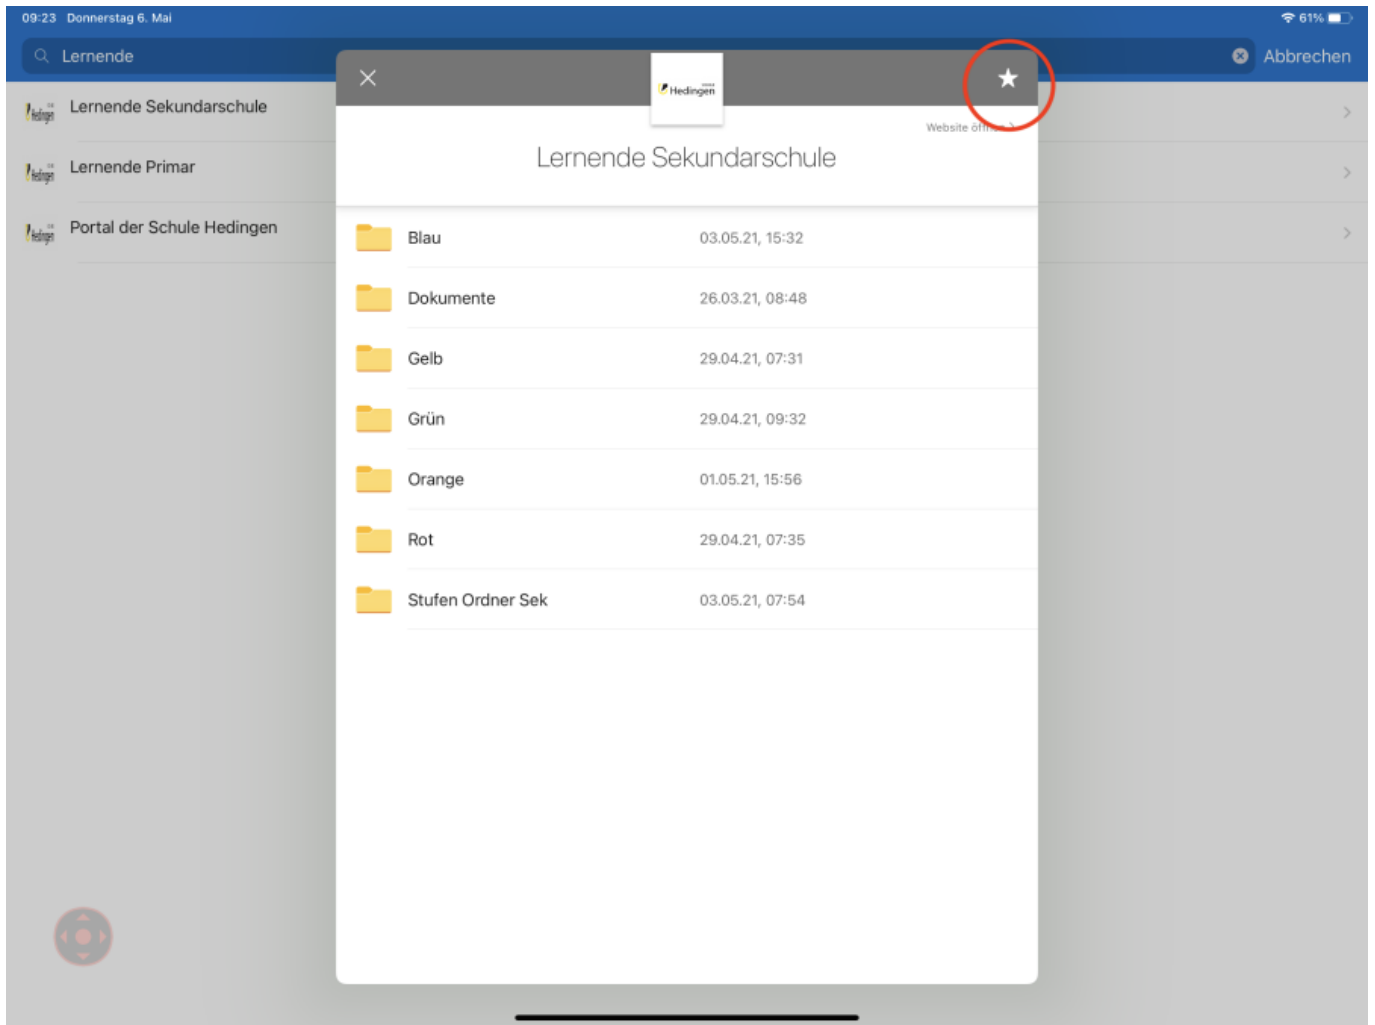 09:23 Donnerstag 6. Mai
61%
Lernende
Abbrechen
Lernende Sekundarschule
Lernende Primar
Portal der Schule Hedingen
Hedingen
Website öffnen
Lernende Sekundarschule
Blau 03.05.21, 15:32
Dokumente 26.03.21, 08:48
Gelb 29.04.21, 07:31
Grün 29.04.21, 09:32
Orange 01.05.21, 15:56
Rot 29.04.21, 07:35
Stufen Ordner Sek 03.05.21, 07:54